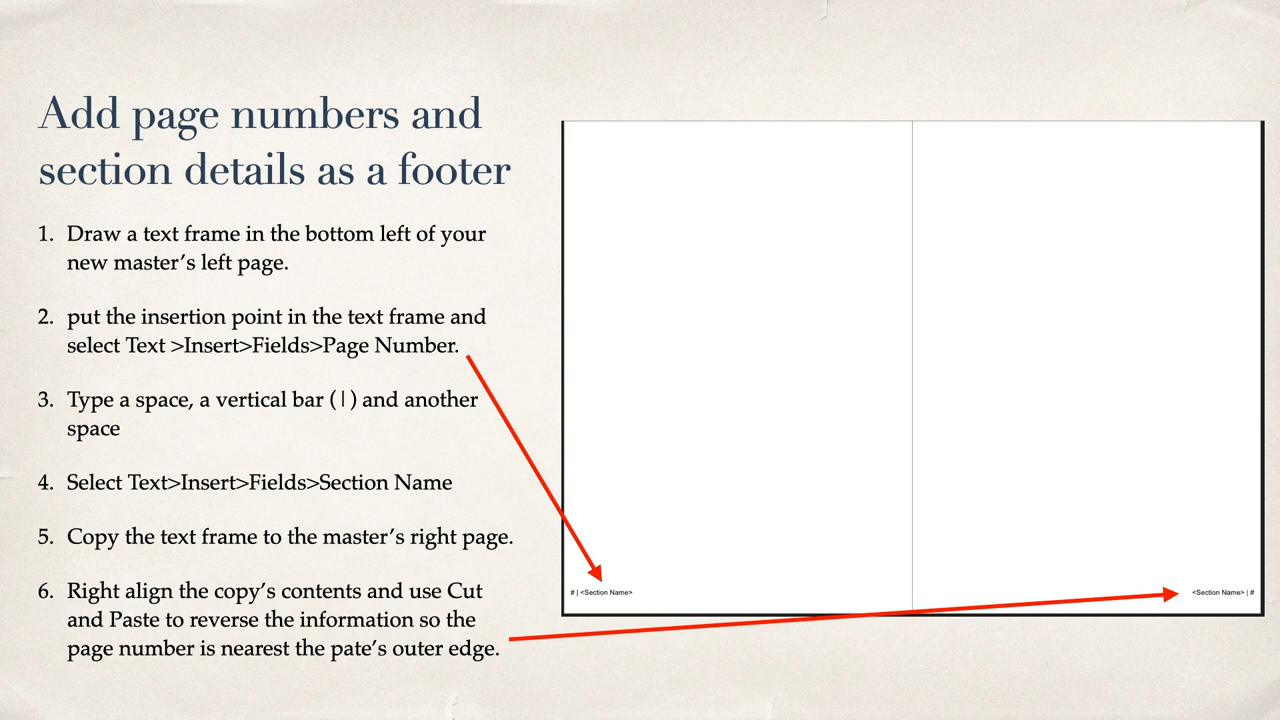 Add page numbers and
section details as a footer
1. Draw a text frame in the bottom left of your
new master's left page.
2. put the insertion point in the text frame and
select Text >Insert>Fields>Page Number.
3. Type a space, a vertical bar (|) and another
space
4. Select Text>Insert>Fields>Section Name
5. Copy the text frame to the master's right page.
6. Right align the copy's contents and use Cut
and Paste to reverse the information so the
page number is nearest the pate's outer edge.
# | <Section Name>
<Section Name> | #